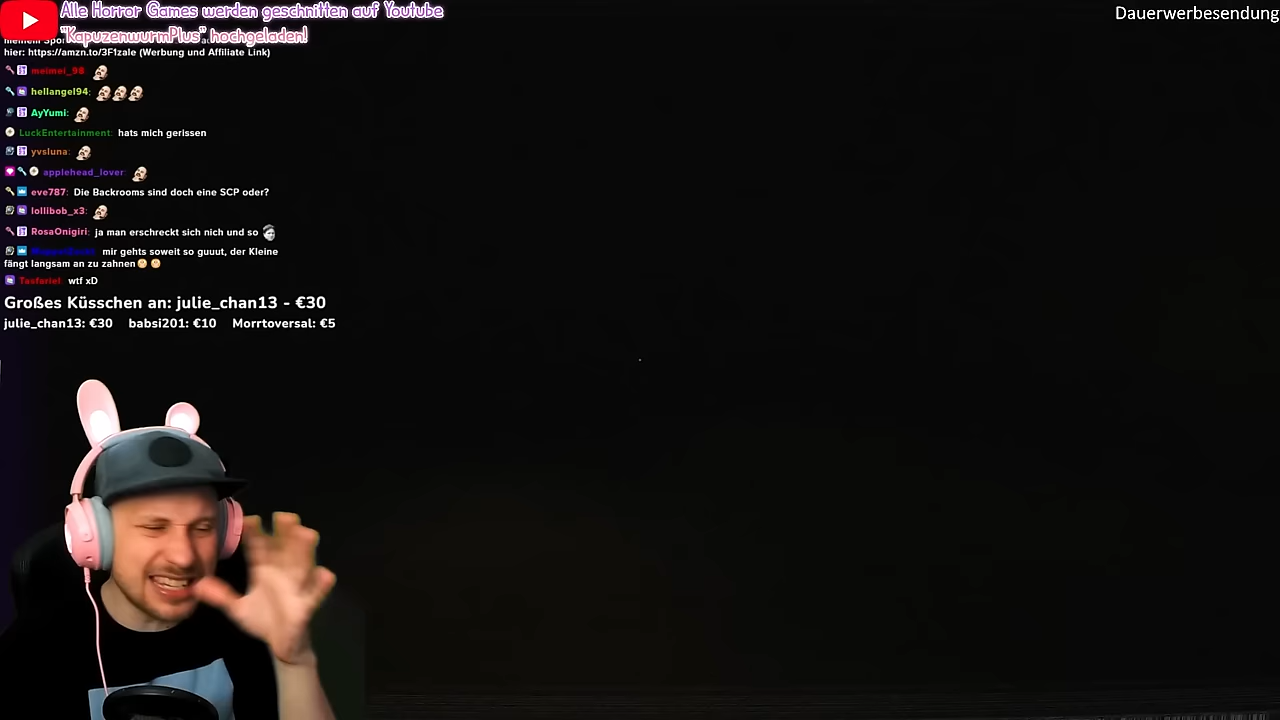 Alle Horror Games werden geschnitten auf Youtube
"KapuzenwurmPlus" hochgeladen!
Dauerwerbesendung
hier: https://amzn.to/3F1zale (Werbung und Affiliate Link)
meimei_98
hellangel94:
AyYumi:
LuckEntertainment: hats mich gerissen
yvsluna:
applehead_lover:
eve787: Die Backrooms sind doch eine SCP oder?
lollibob_x3:
RosaOnigiri: ja man erschreckt sich nich und so
mir gehts soweit so guuut, der Kleine
fängt langsam an zu zahnen
Tasfariel wtf xD
Großes Küsschen an: julie_chan13 - €30
julie_chan13: €30 babsi201: €10 Morrtoversal: €5